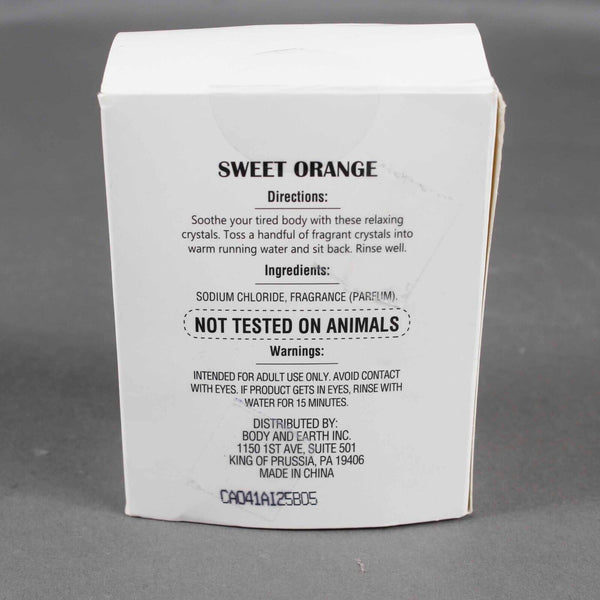 SWEET ORANGE
Directions:
Soothe your tired body with these relaxing
crystals. Toss a handful of fragrant crystals into
warm running water and sit back. Rinse well.
Ingredients:
SODIUM CHLORIDE, FRAGRANCE (PARFUM).
NOT TESTED ON ANIMALS
Warnings:
INTENDED FOR ADULT USE ONLY. AVOID CONTACT
WITH EYES. IF PRODUCT GETS IN EYES, RINSE WITH
WATER FOR 15 MINUTES.
DISTRIBUTED BY:
BODY AND EARTH INC.
1150 1ST AVE, SUITE 501
KING OF PRUSSIA, PA 19406
MADE IN CHINA
CA041A125B05